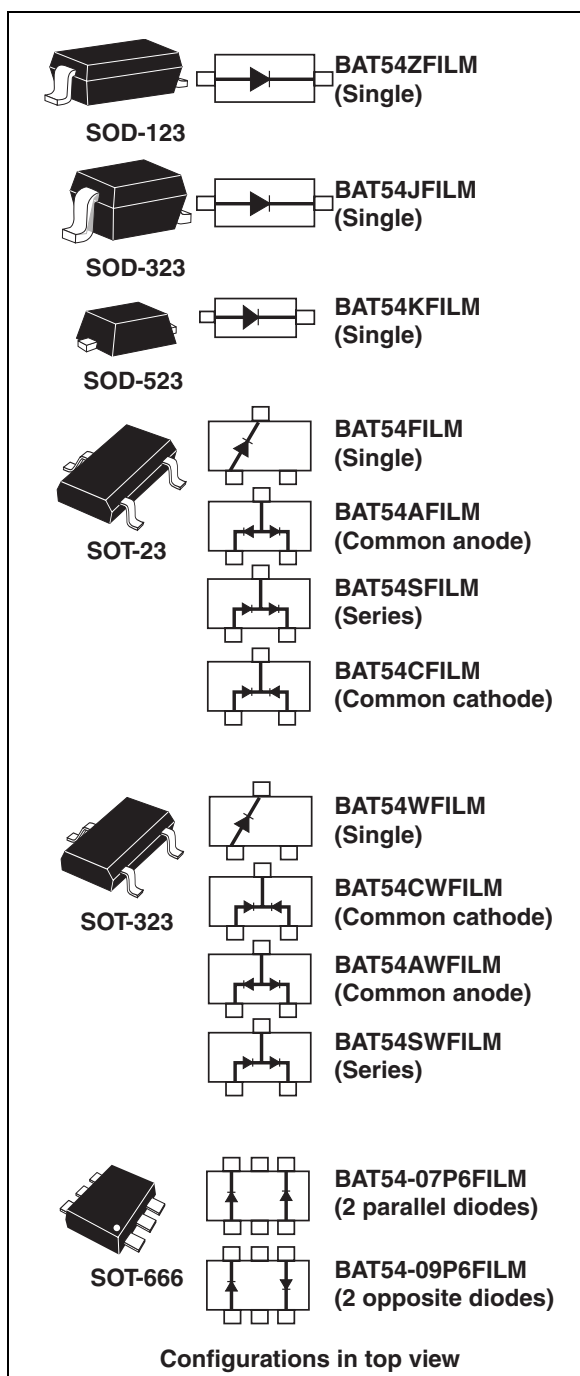 BAT54ZFILM
(Single)
SOD-123
BAT54JFILM
(Single)
SOD-323
BAT54KFILM
(Single)
SOD-523
BAT54FILM
(Single)
BAT54AFILM
(Common anode)
SOT-23
BAT54SFILM
(Series)
BAT54CFILM
(Common cathode)
BAT54WFILM
(Single)
BAT54CWFILM
(Common cathode)
SOT-323
BAT54AWFILM
(Common anode)
BAT54SWFILM
(Series)
BAT54-07P6FILM
(2 parallel diodes)
BAT54-09P6FILM
(2 opposite diodes)
SOT-666
Configurations in top view